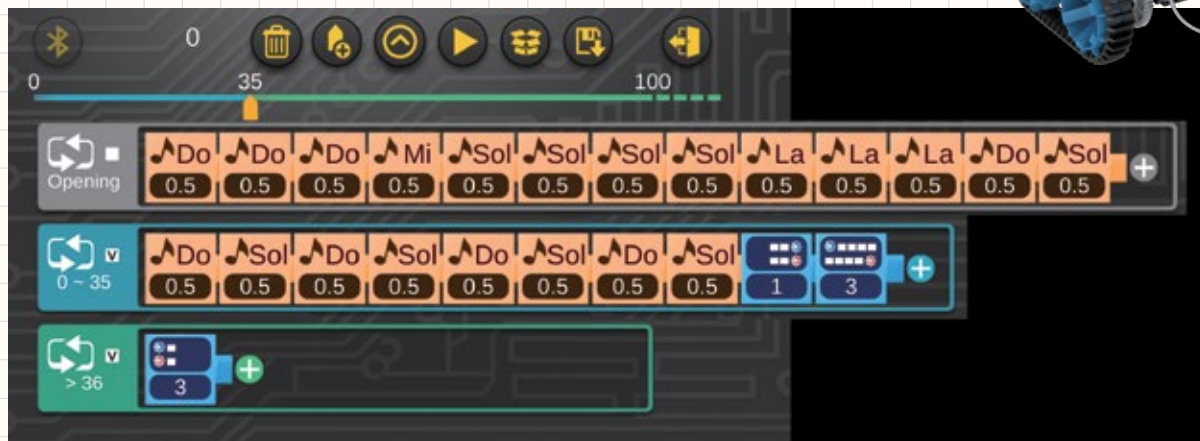 0
0 35 100
Do Do Do Mi Sol Sol Sol Sol La La La Do Sol
Opening 0.5 0.5 0.5 0.5 0.5 0.5 0.5 0.5 0.5 0.5 0.5 0.5 0.5
Do Sol Do Sol Do Sol Do Sol
V
0 ~ 35 0.5 0.5 0.5 0.5 0.5 0.5 0.5 0.5 1 3
V
> 36 3